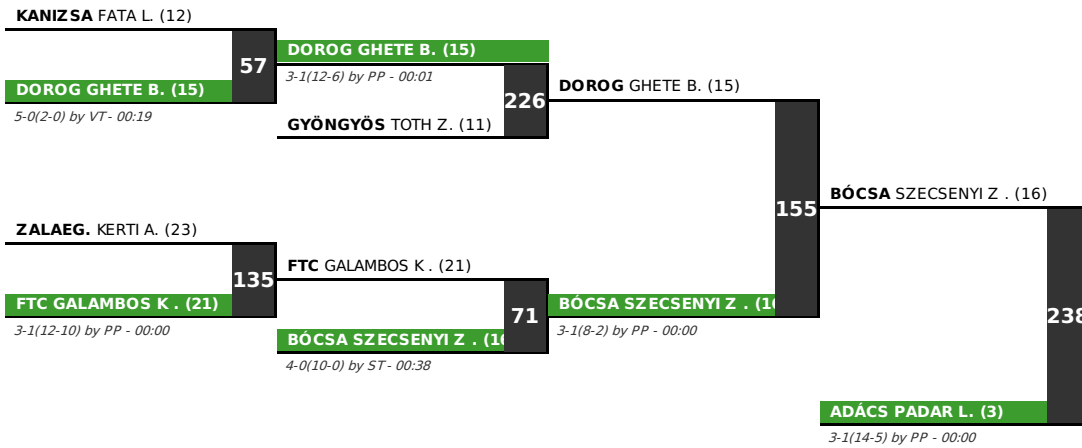 KANIZSA FATA L. (12)
57
DOROG GHETE B. (15)
5-0(2-0) by VT - 00:19
DOROG GHETE B. (15)
3-1(12-6) by PP - 00:01
226
GYÖNGYÖS TOTH Z. (11)
DOROG GHETE B. (15)
155
BÓCSA SZECSENYI Z . (16)
ZALAEG. KERTI A. (23)
135
FTC GALAMBOS K . (21)
3-1(12-10) by PP - 00:00
FTC GALAMBOS K . (21)
71
BÓCSA SZECSENYI Z . (16
4-0(10-0) by ST - 00:38
BÓCSA SZECSENYI Z . (16
3-1(8-2) by PP - 00:00
238
ADÁCS PADAR L. (3)
3-1(14-5) by PP - 00:00